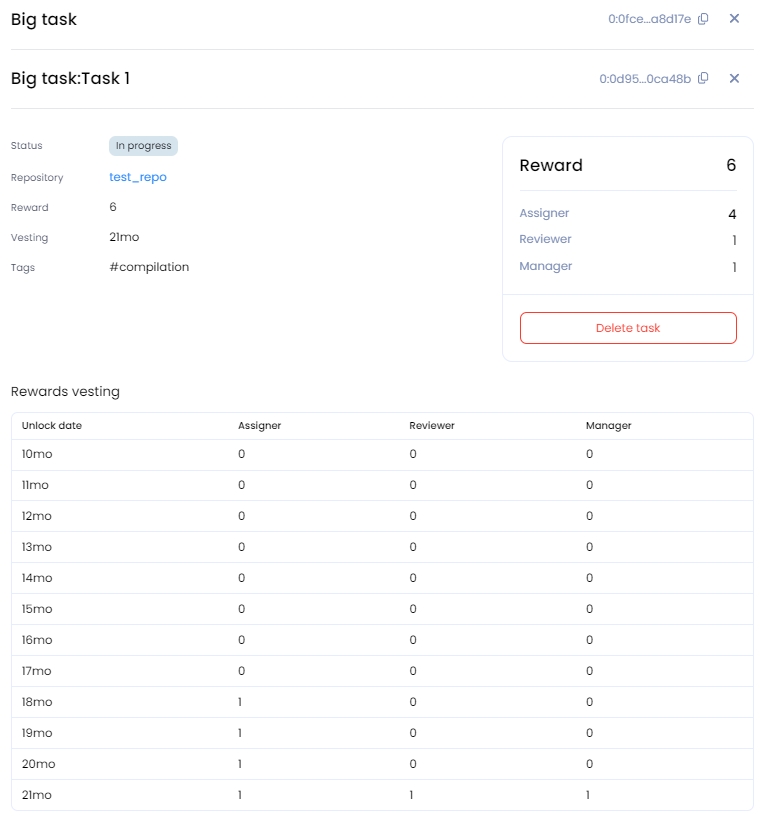 Big task 0:0fce...a8d17e
Big task:Task 1 0:0d95...0ca48b
Status In progress
Repository test_repo
Reward 6
Vesting 21mo
Tags #compilation
Reward 6
Assigner 4
Reviewer 1
Manager 1
Delete task
Rewards vesting
Unlock date Assigner Reviewer Manager
10mo 0 0 0
11mo 0 0 0
12mo 0 0 0
13mo 0 0 0
14mo 0 0 0
15mo 0 0 0
16mo 0 0 0
17mo 0 0 0
18mo 1 0 0
19mo 1 0 0
20mo 1 0 0
21mo 1 1 1